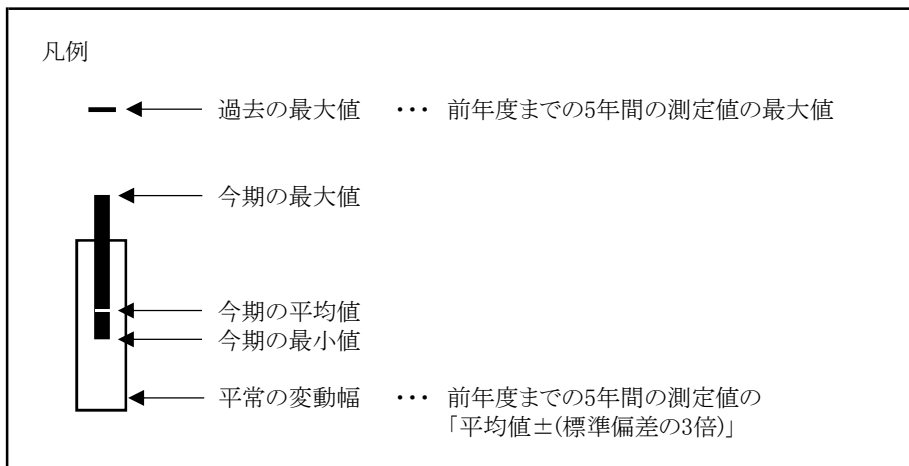 凡例
過去の最大値 ・・・ 前年度までの5年間の測定値の最大値
今期の最大値
今期の平均値
今期の最小値
平常の変動幅 ・・・ 前年度までの5年間の測定値の
「平均値±(標準偏差の3倍)」